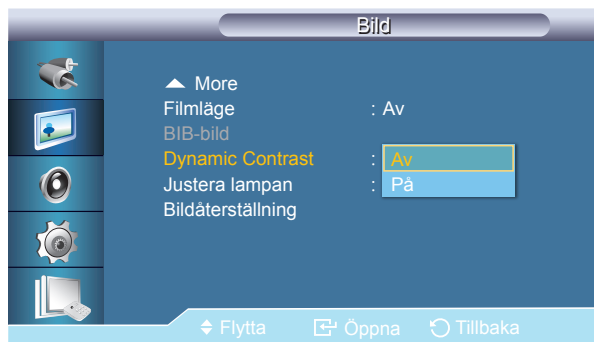 Bild
More
Filmläge : Av
BIB-bild
Dynamic Contrast : Av
Justera lampan : På
Bildåterställning
Flytta Öppna Tillbaka